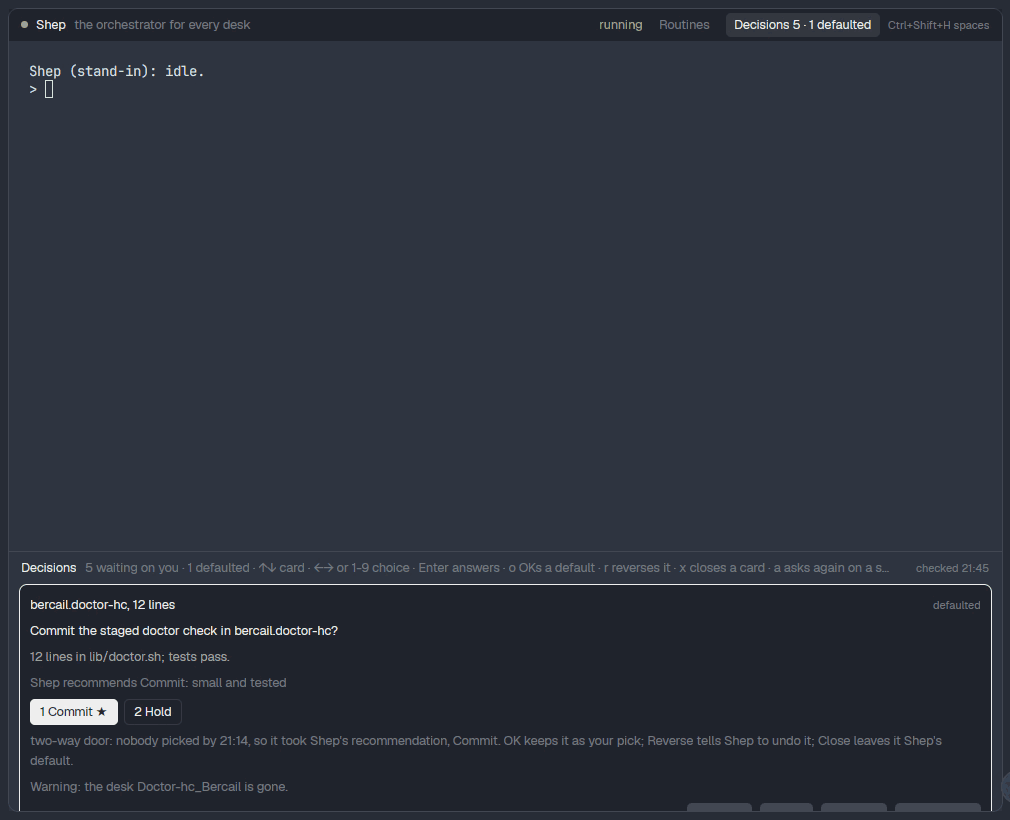 Shep the orchestrator for every desk running Routines Decisions 5 · 1 defaulted Ctrl+Shift+H spaces
Shep (stand-in): idle.
>
Decisions 5 waiting on you · 1 defaulted · ↑↓ card · ←→ or 1-9 choice · Enter answers · o OKs a default · r reverses it · x closes a card · a asks again on a s... checked 21:45
bercail.doctor-hc, 12 lines defaulted
Commit the staged doctor check in bercail.doctor-hc?
12 lines in lib/doctor.sh; tests pass.
Shep recommends Commit: small and tested
1 Commit ★ 2 Hold
two-way door: nobody picked by 21:14, so it took Shep's recommendation, Commit. OK keeps it as your pick; Reverse tells Shep to undo it; Close leaves it Shep's
default.
Warning: the desk Doctor-hc_Bercail is gone.